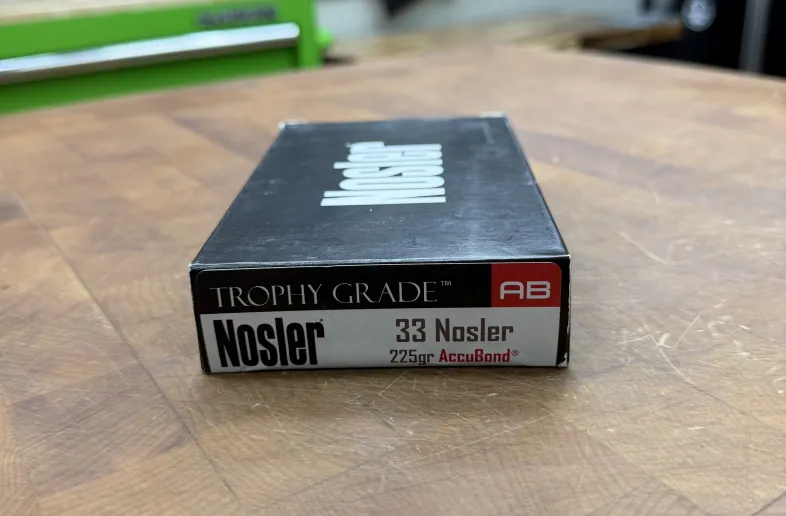 Nosler
TROPHY GRADE™
AB
Nosler®
33 Nosler
225gr AccuBond®